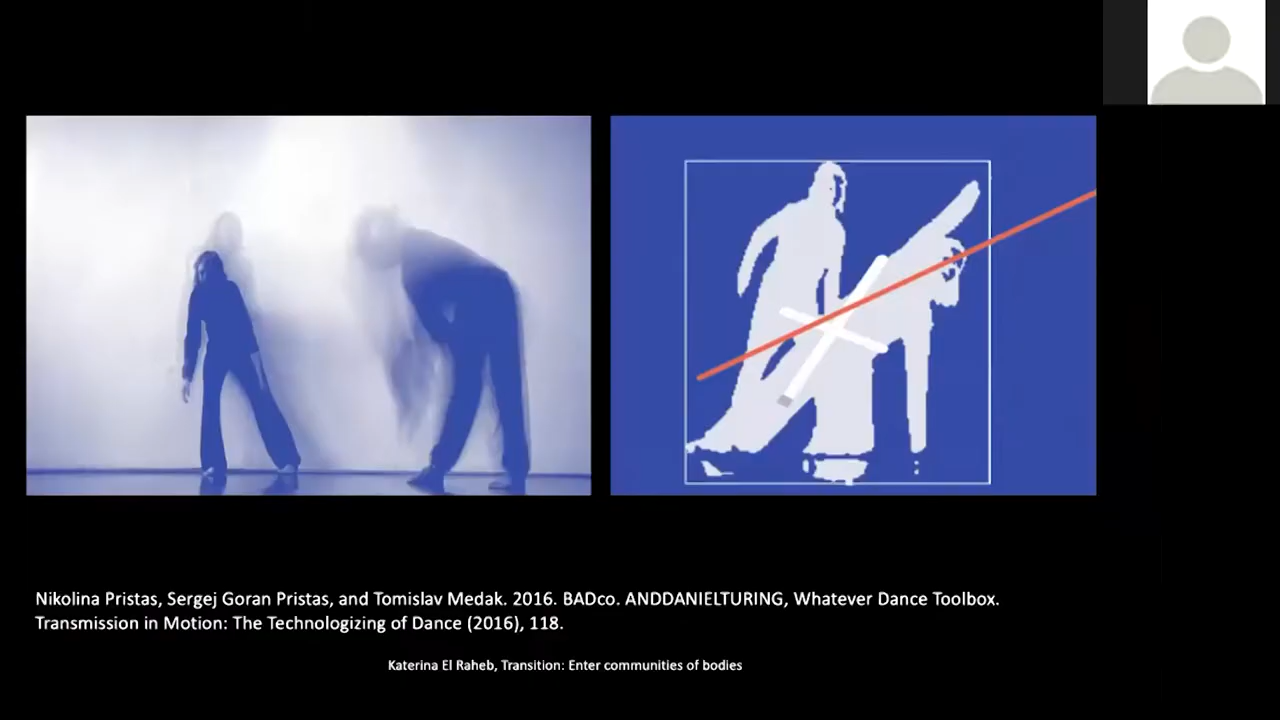 Nikolina Pristas, Sergej Goran Pristas, and Tomislav Medak. 2016. BADco. ANDDANIELTURING, Whatever Dance Toolbox.
Transmission in Motion: The Technologizing of Dance (2016), 118.
Katerina El Raheb, Transition: Enter communities of bodies